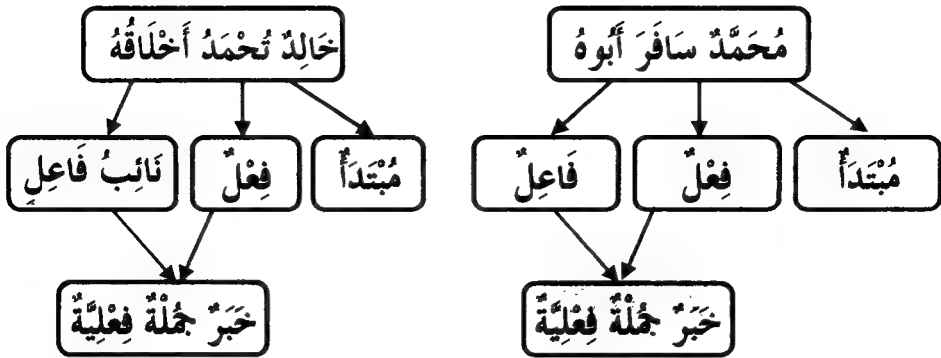 مُحَمَّدٌ سَافَرَ أَبُوهُ
مُبْتَدَأٌ
فِعْلٌ
فَاعِلٌ
خَبَرٌ جُمْلَةٌ فِعْلِيَّةٌ
خَالِدٌ تُحْمَدُ أَخْلَاقُهُ
مُبْتَدَأٌ
فِعْلٌ
نَائِبُ فَاعِلٍ
خَبَرٌ جُمْلَةٌ فِعْلِيَّةٌ